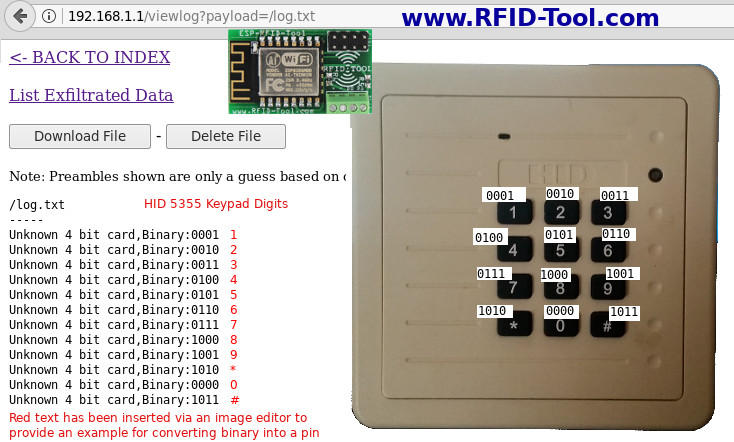 192.168.1.1/viewlog?payload=/log.txt
www.RFID-Tool.com
<- BACK TO INDEX
List Exfiltrated Data
Download File - Delete File
Note: Preambles shown are only a guess based on
/log.txt
HID 5355 Keypad Digits
-----
Unknown 4 bit card,Binary:0001 1
Unknown 4 bit card,Binary:0010 2
Unknown 4 bit card,Binary:0011 3
Unknown 4 bit card,Binary:0100 4
Unknown 4 bit card,Binary:0101 5
Unknown 4 bit card,Binary:0110 6
Unknown 4 bit card,Binary:0111 7
Unknown 4 bit card,Binary:1000 8
Unknown 4 bit card,Binary:1001 9
Unknown 4 bit card,Binary:1010 *
Unknown 4 bit card,Binary:0000 0
Unknown 4 bit card,Binary:1011 #
Red text has been inserted via an image editor to
provide an example for converting binary into a pin
ESP-RFID-Tool
WiFi
RFID-TOOL
www.RFID-Tool.com
HID
0001 0010 0011
1 2 3
0100 0101 0110
4 5 6
0111 1000 1001
7 8 9
1010 0000 1011
* 0 #